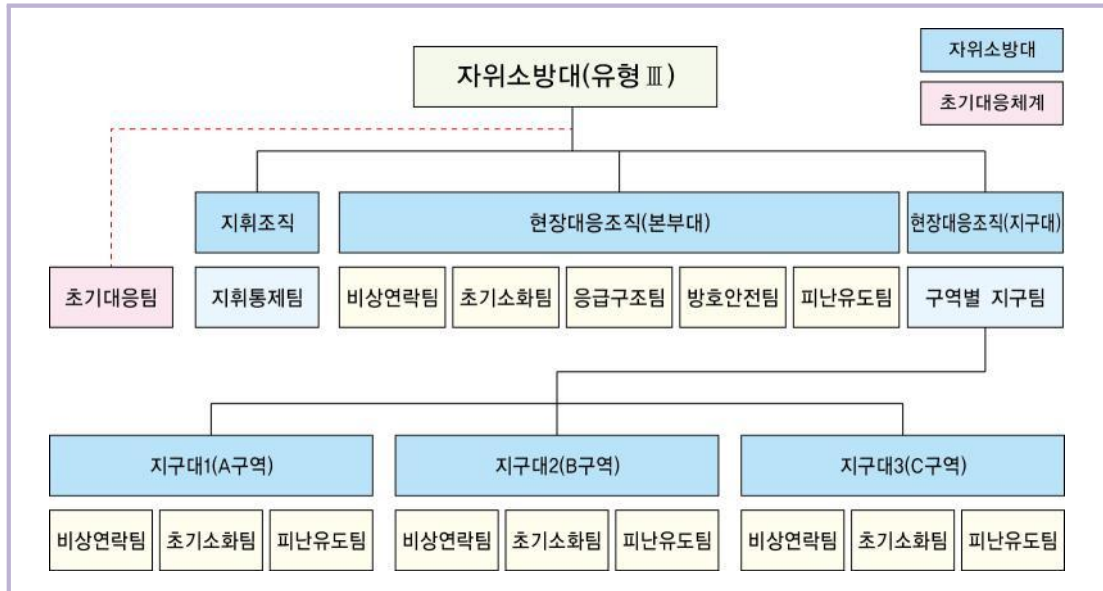 자위소방대(유형 Ⅲ)
자위소방대
초기대응체계
지휘조직
현장대응조직(본부대)
현장대응조직(지구대)
초기대응팀
지휘통제팀
비상연락팀
초기소화팀
응급구조팀
방호안전팀
피난유도팀
구역별 지구팀
지구대1(A구역)
지구대2(B구역)
지구대3(C구역)
비상연락팀
초기소화팀
피난유도팀
비상연락팀
초기소화팀
피난유도팀
비상연락팀
초기소화팀
피난유도팀